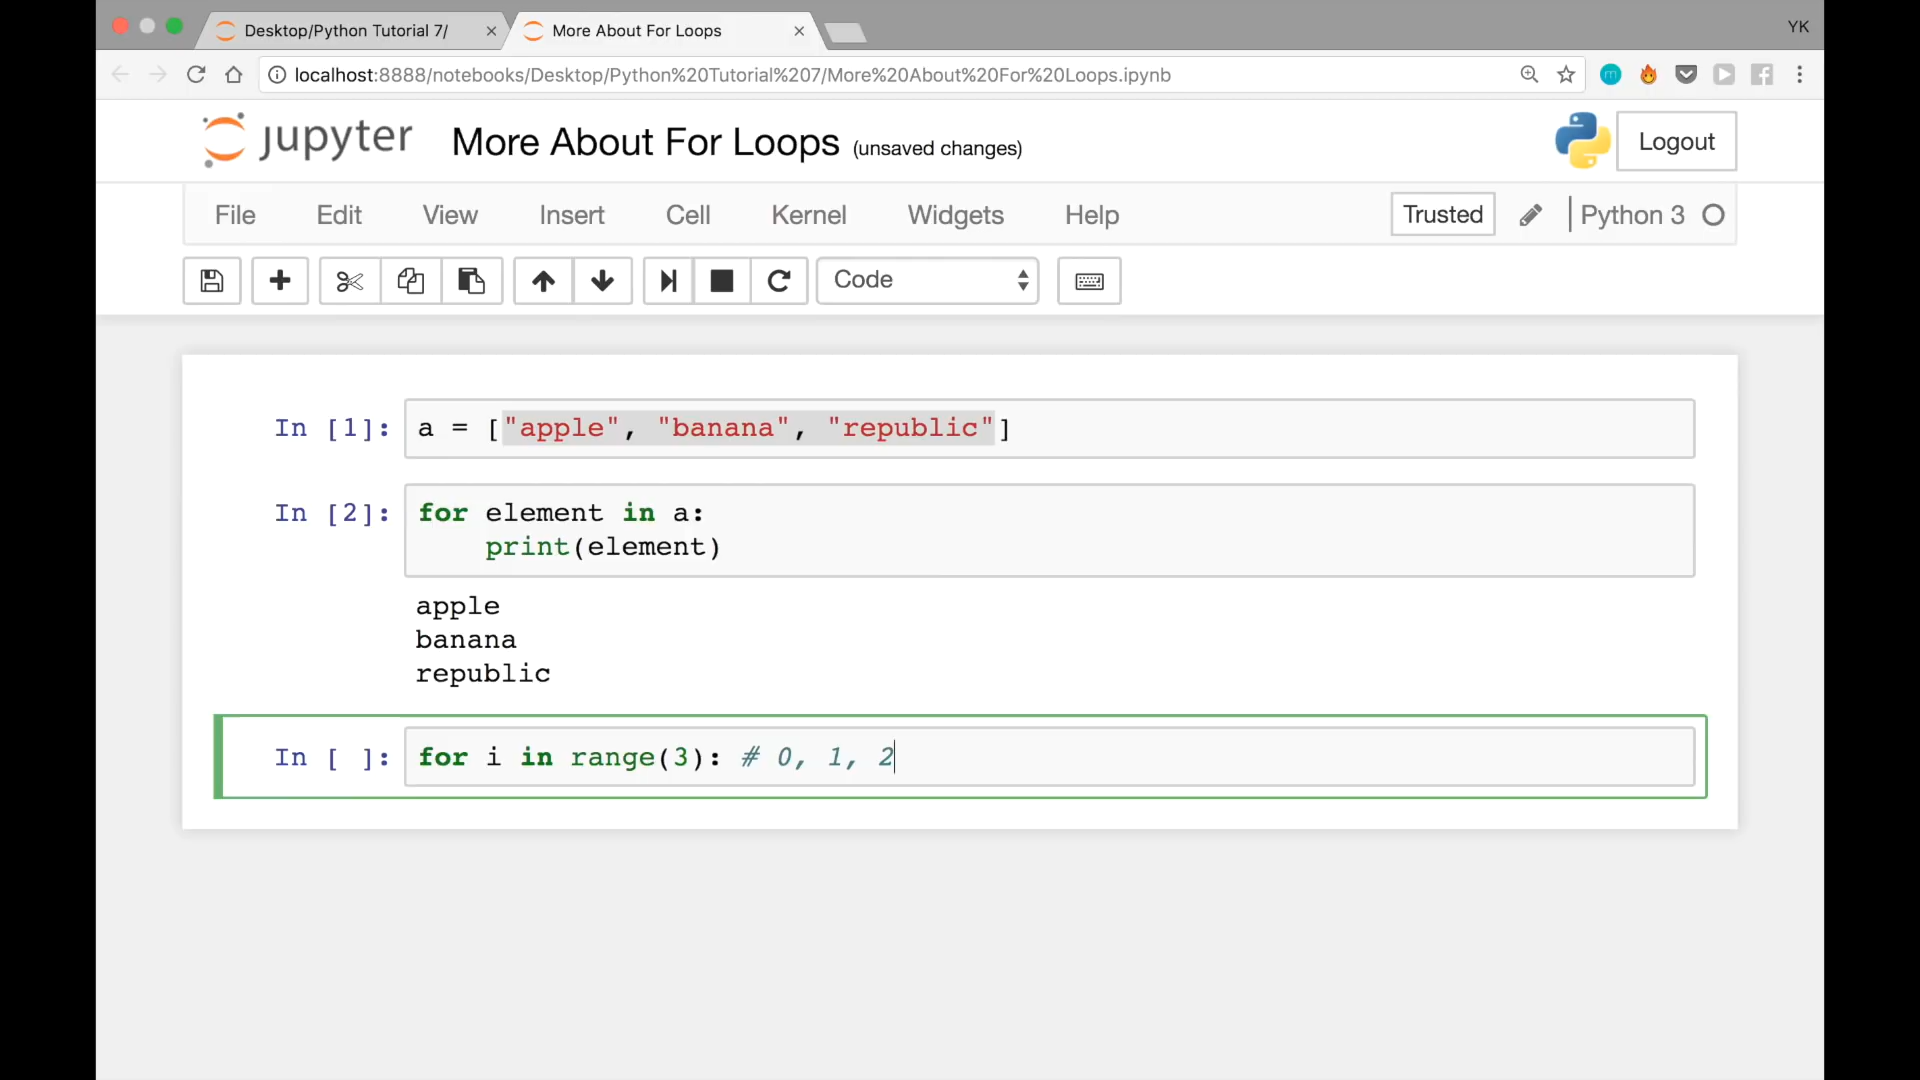 Desktop/Python Tutorial 7/
More About For Loops
YK
localhost:8888/notebooks/Desktop/Python%20Tutorial%207/More%20About%20For%20Loops.ipynb
jupyter More About For Loops (unsaved changes) Logout
File Edit View Insert Cell Kernel Widgets Help Trusted Python 3
Code
In [1]: a = ["apple", "banana", "republic"]
In [2]: for element in a:
print(element)
apple
banana
republic
In [ ]: for i in range(3): # 0, 1, 2